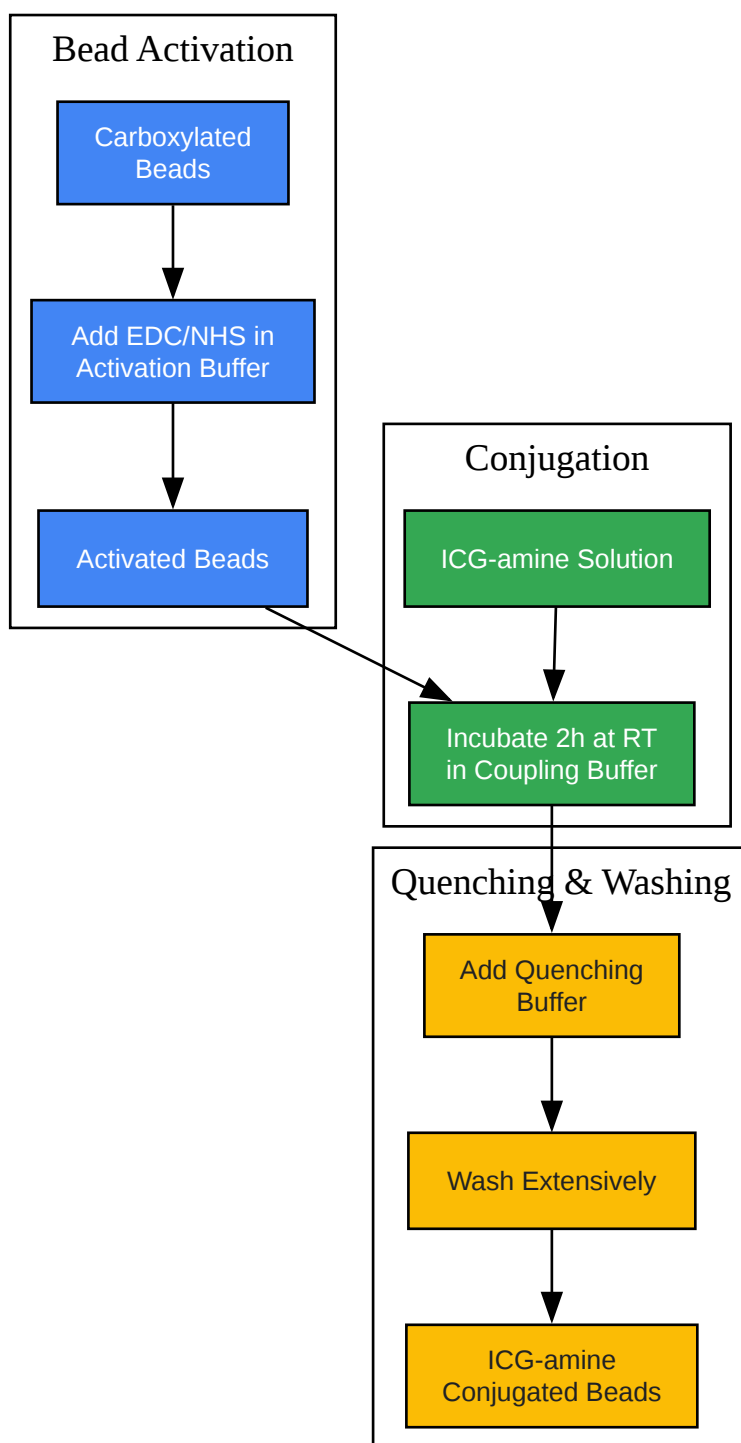 Bead Activation
Carboxylated
Beads
Add EDC/NHS in
Activation Buffer
Activated Beads
Conjugation
ICG-amine Solution
Incubate 2h at RT
in Coupling Buffer
Quenching & Washing
Add Quenching
Buffer
Wash Extensively
ICG-amine
Conjugated Beads